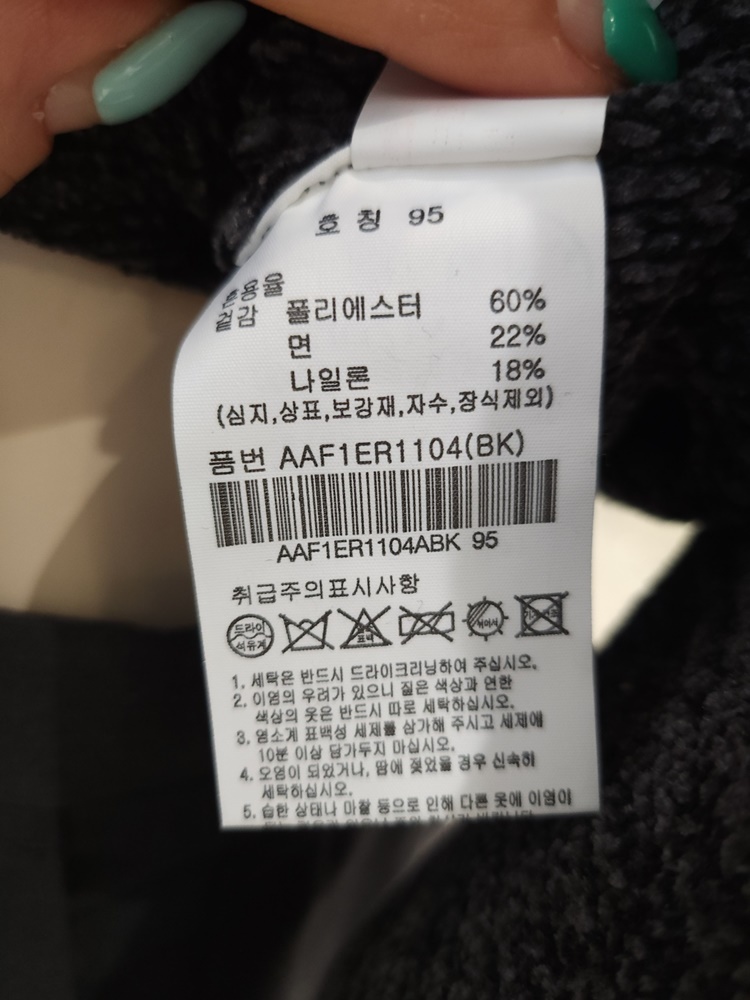 호칭 95
혼용율
겉감 폴리에스터 60%
면 22%
나일론 18%
(심지,상표,보강재,자수,장식제외)
품번 AAF1ER1104(BK)
AAF1ER1104ABK 95
취급주의표시사항
드라이
석유계
1. 세탁은 반드시 드라이크리닝하여 주십시오.
2. 이염의 우려가 있으니 짙은 색상과 연한
색상의 옷은 반드시 따로 세탁하십시오.
3. 염소계 표백성 세제를 삼가해 주시고 세제에
10분 이상 담가두지 마십시오.
4. 오염이 되었거나, 땀에 젖었을 경우 신속히
세탁하십시오.
5. 습한 상태나 마찰 등으로 인해 다른 옷에 이염이